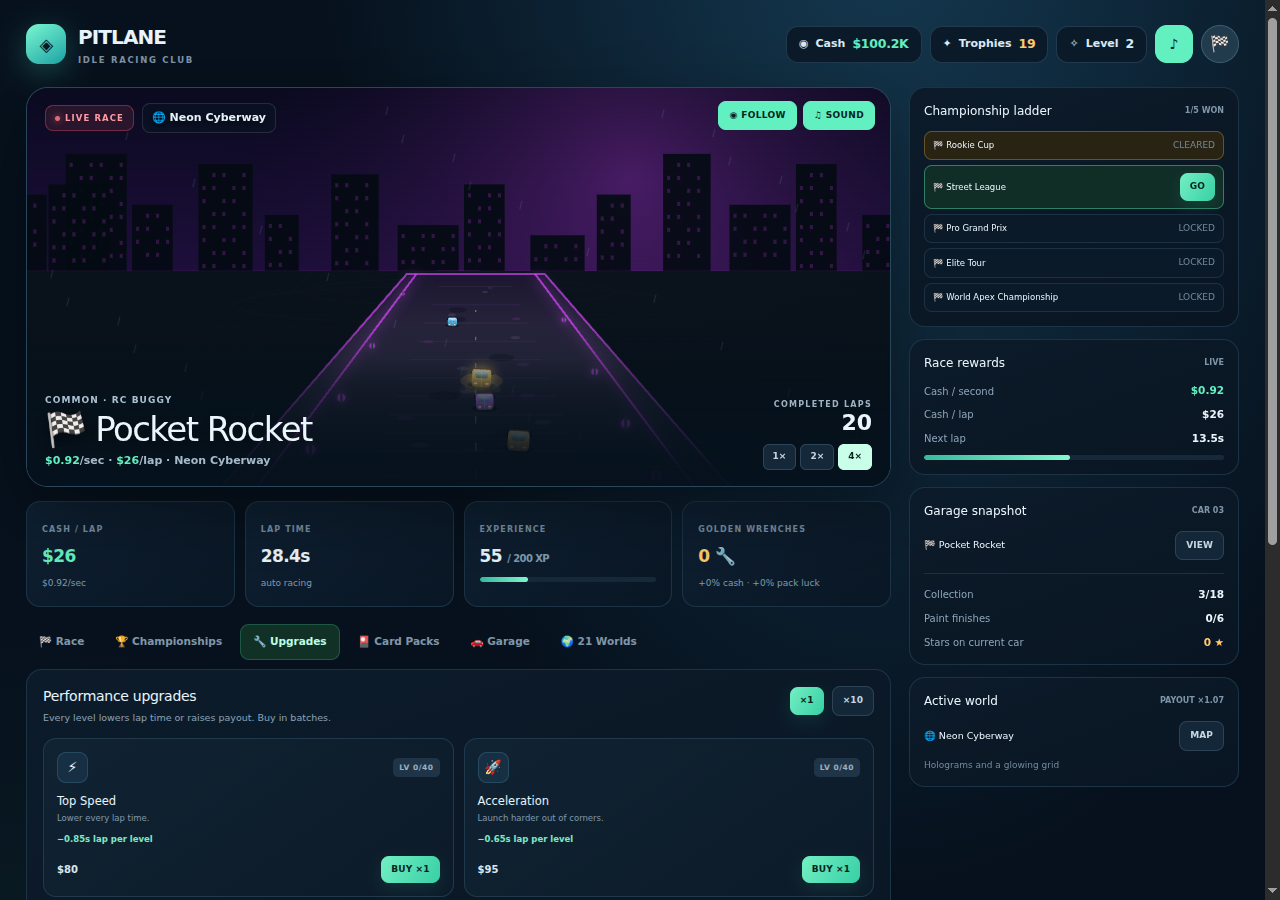 PITLANE
IDLE RACING CLUB
Cash $100.2K
Trophies 19
Level 2
LIVE RACE
Neon Cyberway
FOLLOW
SOUND
COMMON · RC BUGGY
Pocket Rocket
$0.92/sec · $26/lap · Neon Cyberway
COMPLETED LAPS
20
1×
2×
4×
CASH / LAP
$26
$0.92/sec
LAP TIME
28.4s
auto racing
EXPERIENCE
55 / 200 XP
GOLDEN WRENCHES
0
+0% cash · +0% pack luck
Race
Championships
Upgrades
Card Packs
Garage
21 Worlds
Performance upgrades
Every level lowers lap time or raises payout. Buy in batches.
×1
×10
LV 0/40
Top Speed
Lower every lap time.
−0.85s lap per level
$80
BUY ×1
LV 0/40
Acceleration
Launch harder out of corners.
−0.65s lap per level
$95
BUY ×1
Championship ladder
1/5 WON
Rookie Cup
CLEARED
Street League
GO
Pro Grand Prix
LOCKED
Elite Tour
LOCKED
World Apex Championship
LOCKED
Race rewards
LIVE
Cash / second
$0.92
Cash / lap
$26
Next lap
13.5s
Garage snapshot
CAR 03
Pocket Rocket
VIEW
Collection
3/18
Paint finishes
0/6
Stars on current car
0 ★
Active world
PAYOUT ×1.07
Neon Cyberway
MAP
Holograms and a glowing grid